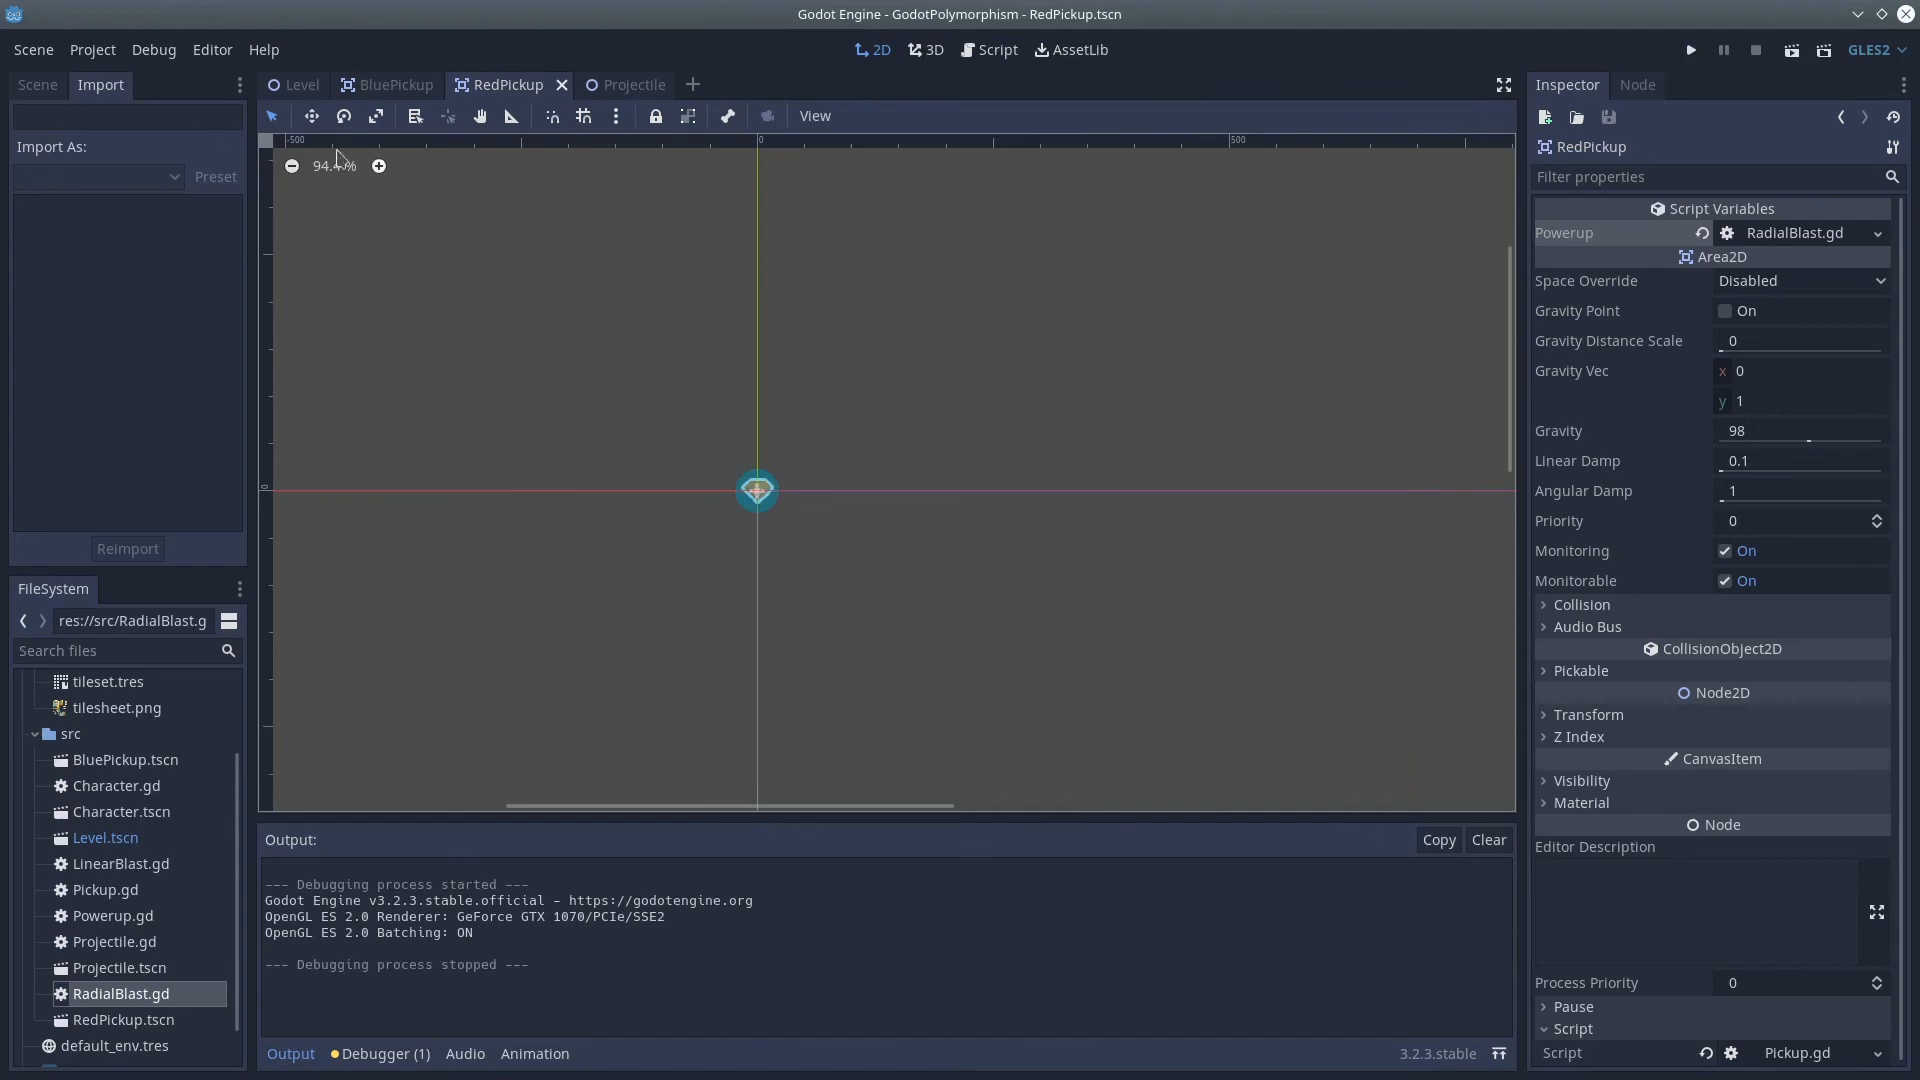 Godot Engine - GodotPolymorphism - RedPickup.tscn
Scene Project Debug Editor Help
2D 3D Script AssetLib
GLES2
Scene Import
Level BluePickup RedPickup Projectile
Inspector Node
View
Import As:
Preset
Reimport
-500 0 500
94.4%
0
RedPickup
Filter properties
Script Variables
Powerup RadialBlast.gd
Area2D
Space Override Disabled
Gravity Point On
Gravity Distance Scale 0
Gravity Vec x 0
y 1
Gravity 98
Linear Damp 0.1
Angular Damp 1
Priority 0
Monitoring On
Monitorable On
Collision
Audio Bus
CollisionObject2D
Pickable
Node2D
Transform
Z Index
CanvasItem
Visibility
Material
Node
Editor Description
Process Priority 0
Pause
Script
Script Pickup.gd
FileSystem
res://src/RadialBlast.g
Search files
tileset.tres
tilesheet.png
src
BluePickup.tscn
Character.gd
Character.tscn
Level.tscn
LinearBlast.gd
Pickup.gd
Powerup.gd
Projectile.gd
Projectile.tscn
RadialBlast.gd
RedPickup.tscn
default_env.tres
Output: Copy Clear
--- Debugging process started ---
Godot Engine v3.2.3.stable.official - https://godotengine.org
OpenGL ES 2.0 Renderer: GeForce GTX 1070/PCIe/SSE2
OpenGL ES 2.0 Batching: ON
--- Debugging process stopped ---
Output Debugger (1) Audio Animation 3.2.3.stable